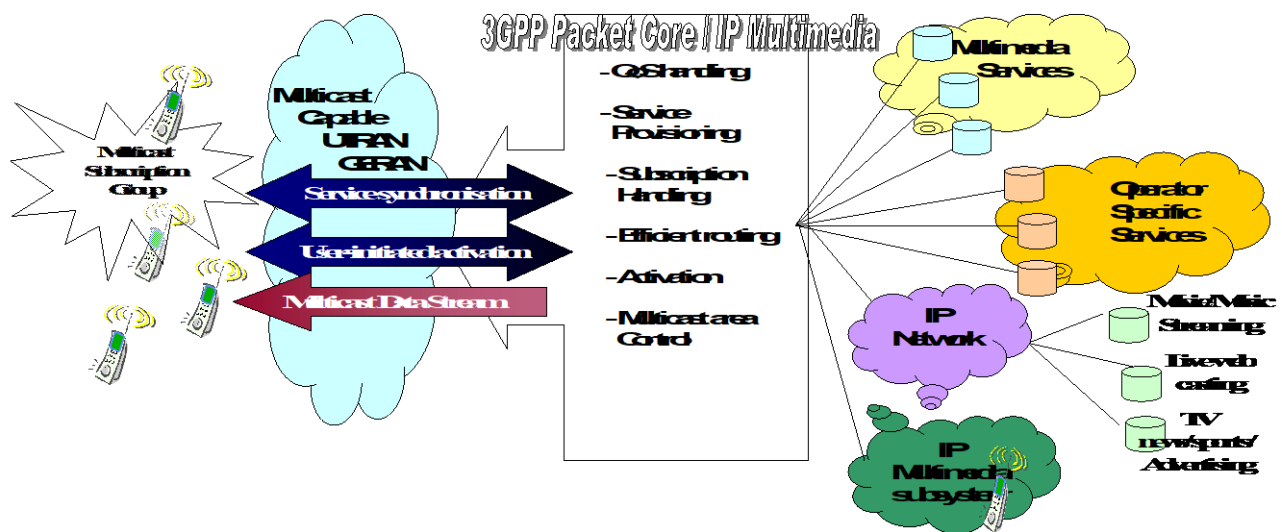 3GPP Packet Core / IP Multimedia
- QoS handling
- Service
Provisioning
- Subscription
Handling
- Efficient routing
- Activation
- Multicast area
Control
Multicast
Subscription
Group
Multicast
Capable
UTRAN
GERAN
Service synchronisation
User-initiated activation
Multicast Data Stream
Multimedia
Services
Operator
Specific
Services
IP
Network
Movie/Music
Streaming
Live web
casting
TV
news/sports/
Advertising
IP
Multimedia
subsystem